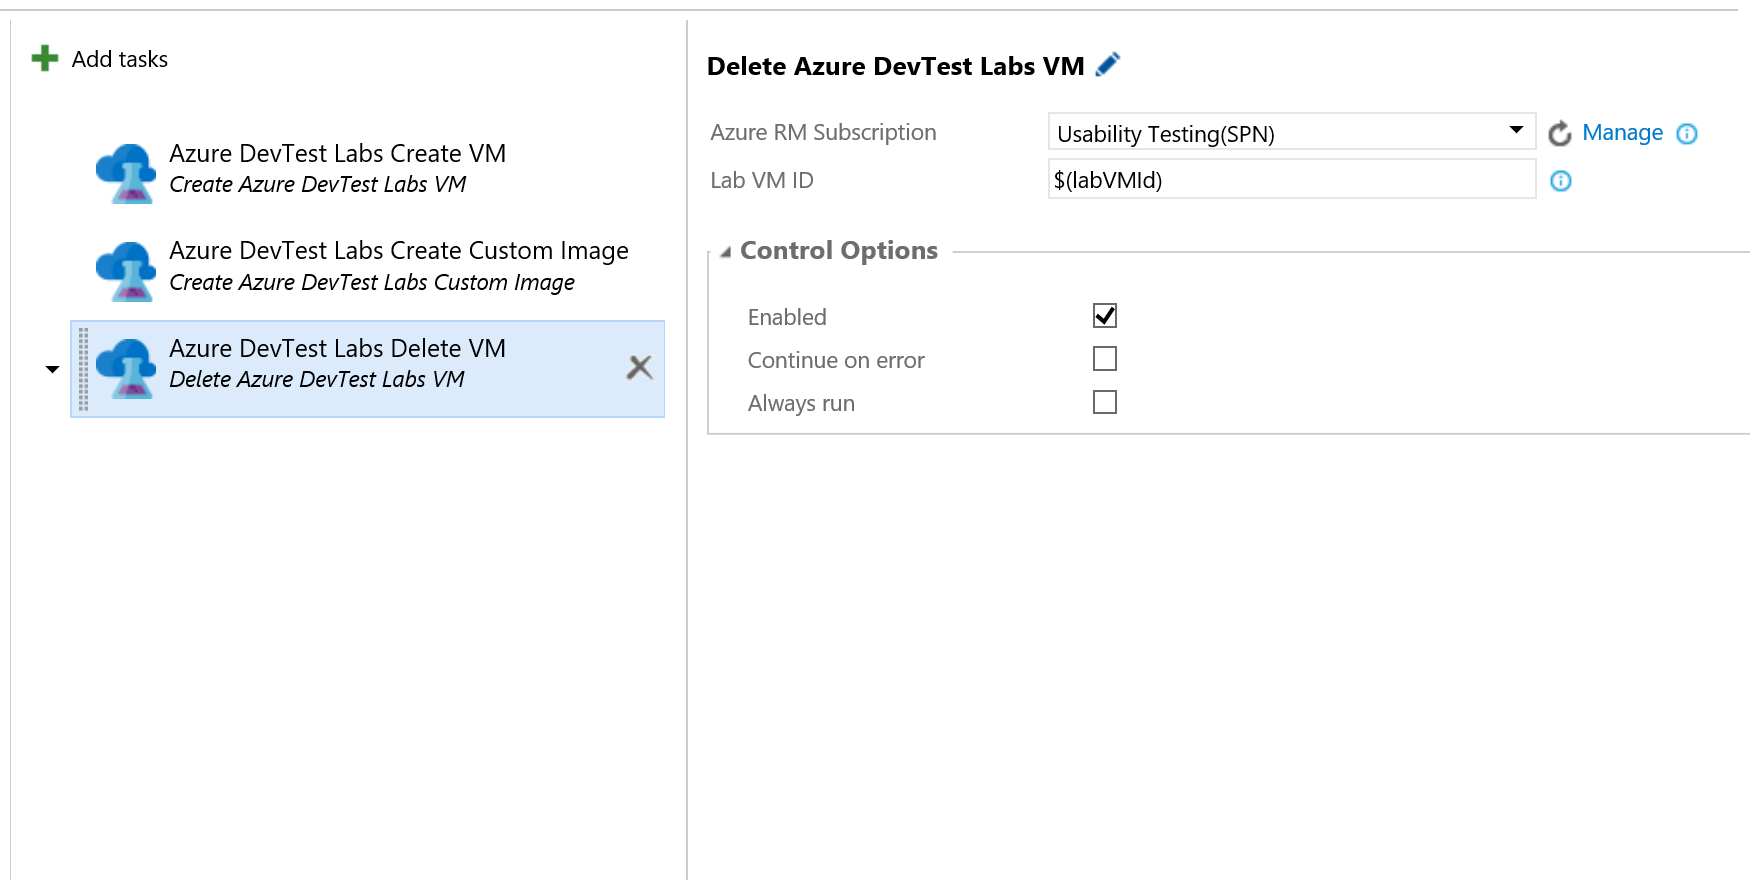 Add tasks
Azure DevTest Labs Create VM
Create Azure DevTest Labs VM
Azure DevTest Labs Create Custom Image
Create Azure DevTest Labs Custom Image
Azure DevTest Labs Delete VM
Delete Azure DevTest Labs VM
Delete Azure DevTest Labs VM
Azure RM Subscription
Usability Testing(SPN)
Manage
Lab VM ID
$(labVMId)
Control Options
Enabled
Continue on error
Always run